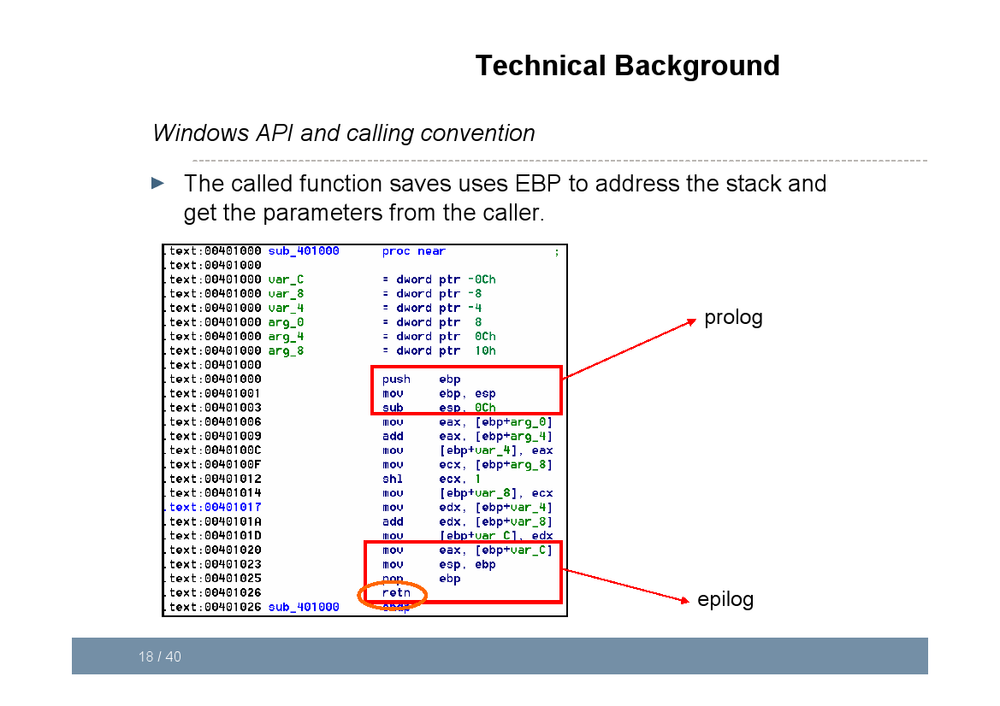 Technical Background
Windows API and calling convention
► The called function saves uses EBP to address the stack and
get the parameters from the caller.
.text:00401000 sub_401000 proc near ;
.text:00401000
.text:00401000 var_C = dword ptr -0Ch
.text:00401000 var_8 = dword ptr -8
.text:00401000 var_4 = dword ptr -4
.text:00401000 arg_0 = dword ptr 8
.text:00401000 arg_4 = dword ptr 0Ch
.text:00401000 arg_8 = dword ptr 10h
.text:00401000
.text:00401000 push ebp
.text:00401001 mov ebp, esp
.text:00401003 sub esp, 0Ch
.text:00401006 mov eax, [ebp+arg_0]
.text:00401009 add eax, [ebp+arg_4]
.text:0040100C mov [ebp+var_4], eax
.text:0040100F mov ecx, [ebp+arg_8]
.text:00401012 shl ecx, 1
.text:00401014 mov [ebp+var_8], ecx
.text:00401017 mov edx, [ebp+var_4]
.text:0040101A add edx, [ebp+var_8]
.text:0040101D mov [ebp+var_C], edx
.text:00401020 mov eax, [ebp+var_C]
.text:00401023 mov esp, ebp
.text:00401025 pop ebp
.text:00401026 retn
.text:00401026 sub_401000 endp
prolog
epilog
18 / 40